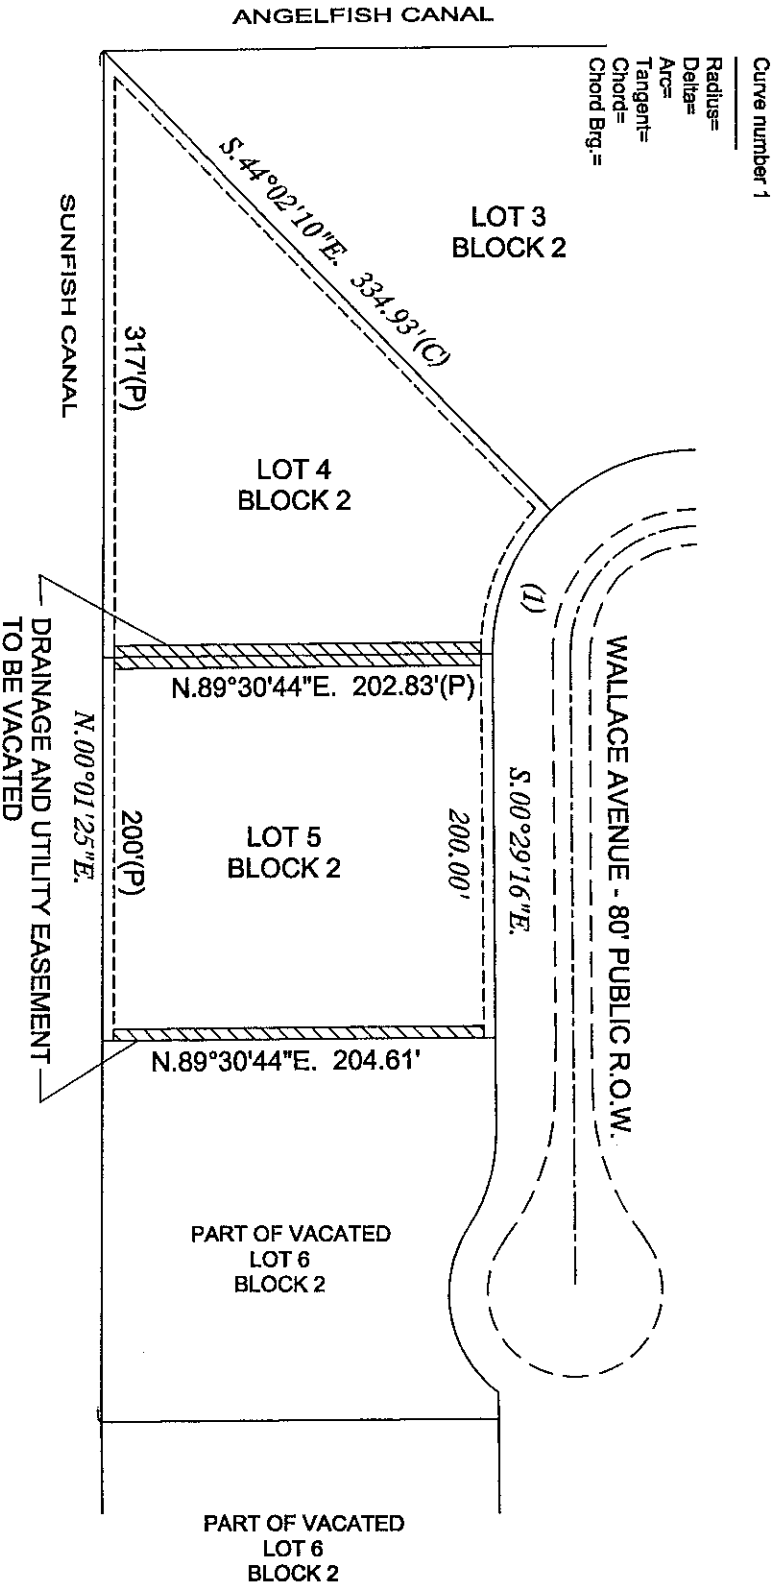 ANGELFISH CANAL
Curve number 1
Radius=
Delta=
Arc=
Tangent=
Chord=
Chord Brg.=
LOT 3
BLOCK 2
S.44°02'10"E. 334.93'(C)
SUNFISH CANAL
317'(P)
LOT 4
BLOCK 2
(1)
WALLACE AVENUE - 80' PUBLIC R.O.W.
N.89°30'44"E. 202.83'(P)
S.00°29'16"E.
200.00'
LOT 5
BLOCK 2
200'(P)
N.00°01'25"E.
DRAINAGE AND UTILITY EASEMENT
TO BE VACATED
N.89°30'44"E. 204.61'
PART OF VACATED
LOT 6
BLOCK 2
PART OF VACATED
LOT 6
BLOCK 2